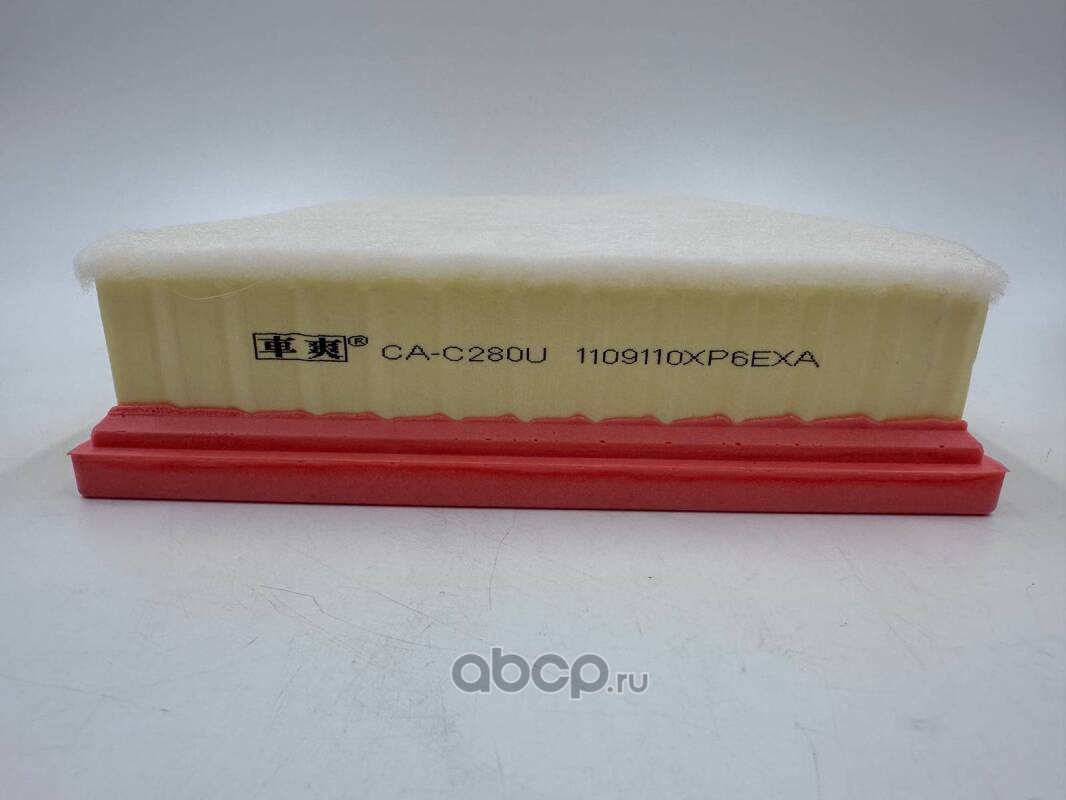 車爽® CA-C280U 1109110XP6EXA
abcp.ru